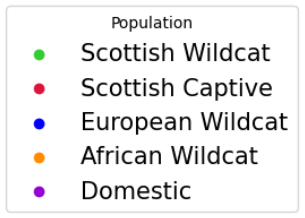 Population
Scottish Wildcat
Scottish Captive
European Wildcat
African Wildcat
Domestic